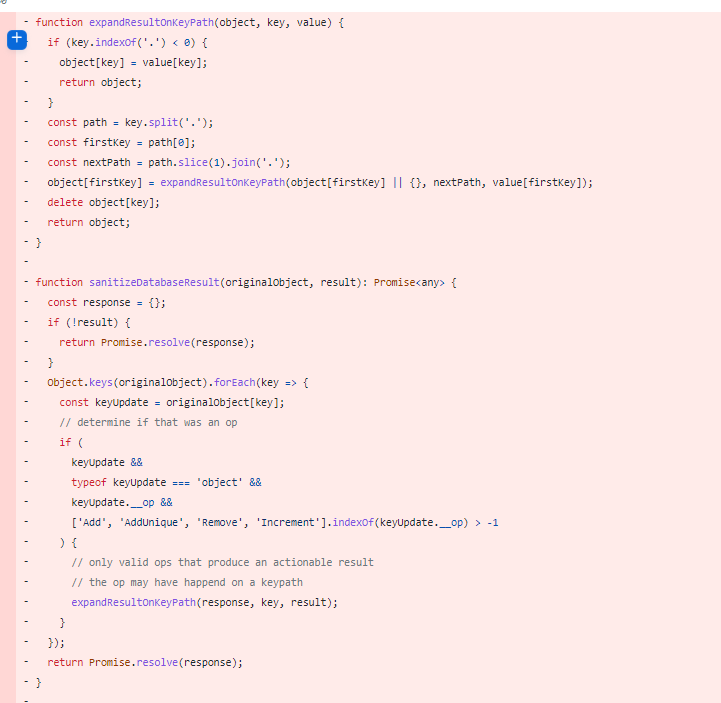 - function expandResultOnKeyPath(object, key, value) {
-   if (key.indexOf('.') < 0) {
-     object[key] = value[key];
-     return object;
-   }
-   const path = key.split('.');
-   const firstKey = path[0];
-   const nextPath = path.slice(1).join('.');
-   object[firstKey] = expandResultOnKeyPath(object[firstKey] || {}, nextPath, value[firstKey]);
-   delete object[key];
-   return object;
- }
-
- function sanitizeDatabaseResult(originalObject, result): Promise<any> {
-   const response = {};
-   if (!result) {
-     return Promise.resolve(response);
-   }
-   Object.keys(originalObject).forEach(key => {
-     const keyUpdate = originalObject[key];
-     // determine if that was an op
-     if (
-       keyUpdate &&
-       typeof keyUpdate === 'object' &&
-       keyUpdate.__op &&
-       ['Add', 'AddUnique', 'Remove', 'Increment'].indexOf(keyUpdate.__op) > -1
-     ) {
-       // only valid ops that produce an actionable result
-       // the op may have happend on a keypath
-       expandResultOnKeyPath(response, key, result);
-     }
-   });
-   return Promise.resolve(response);
- }
-